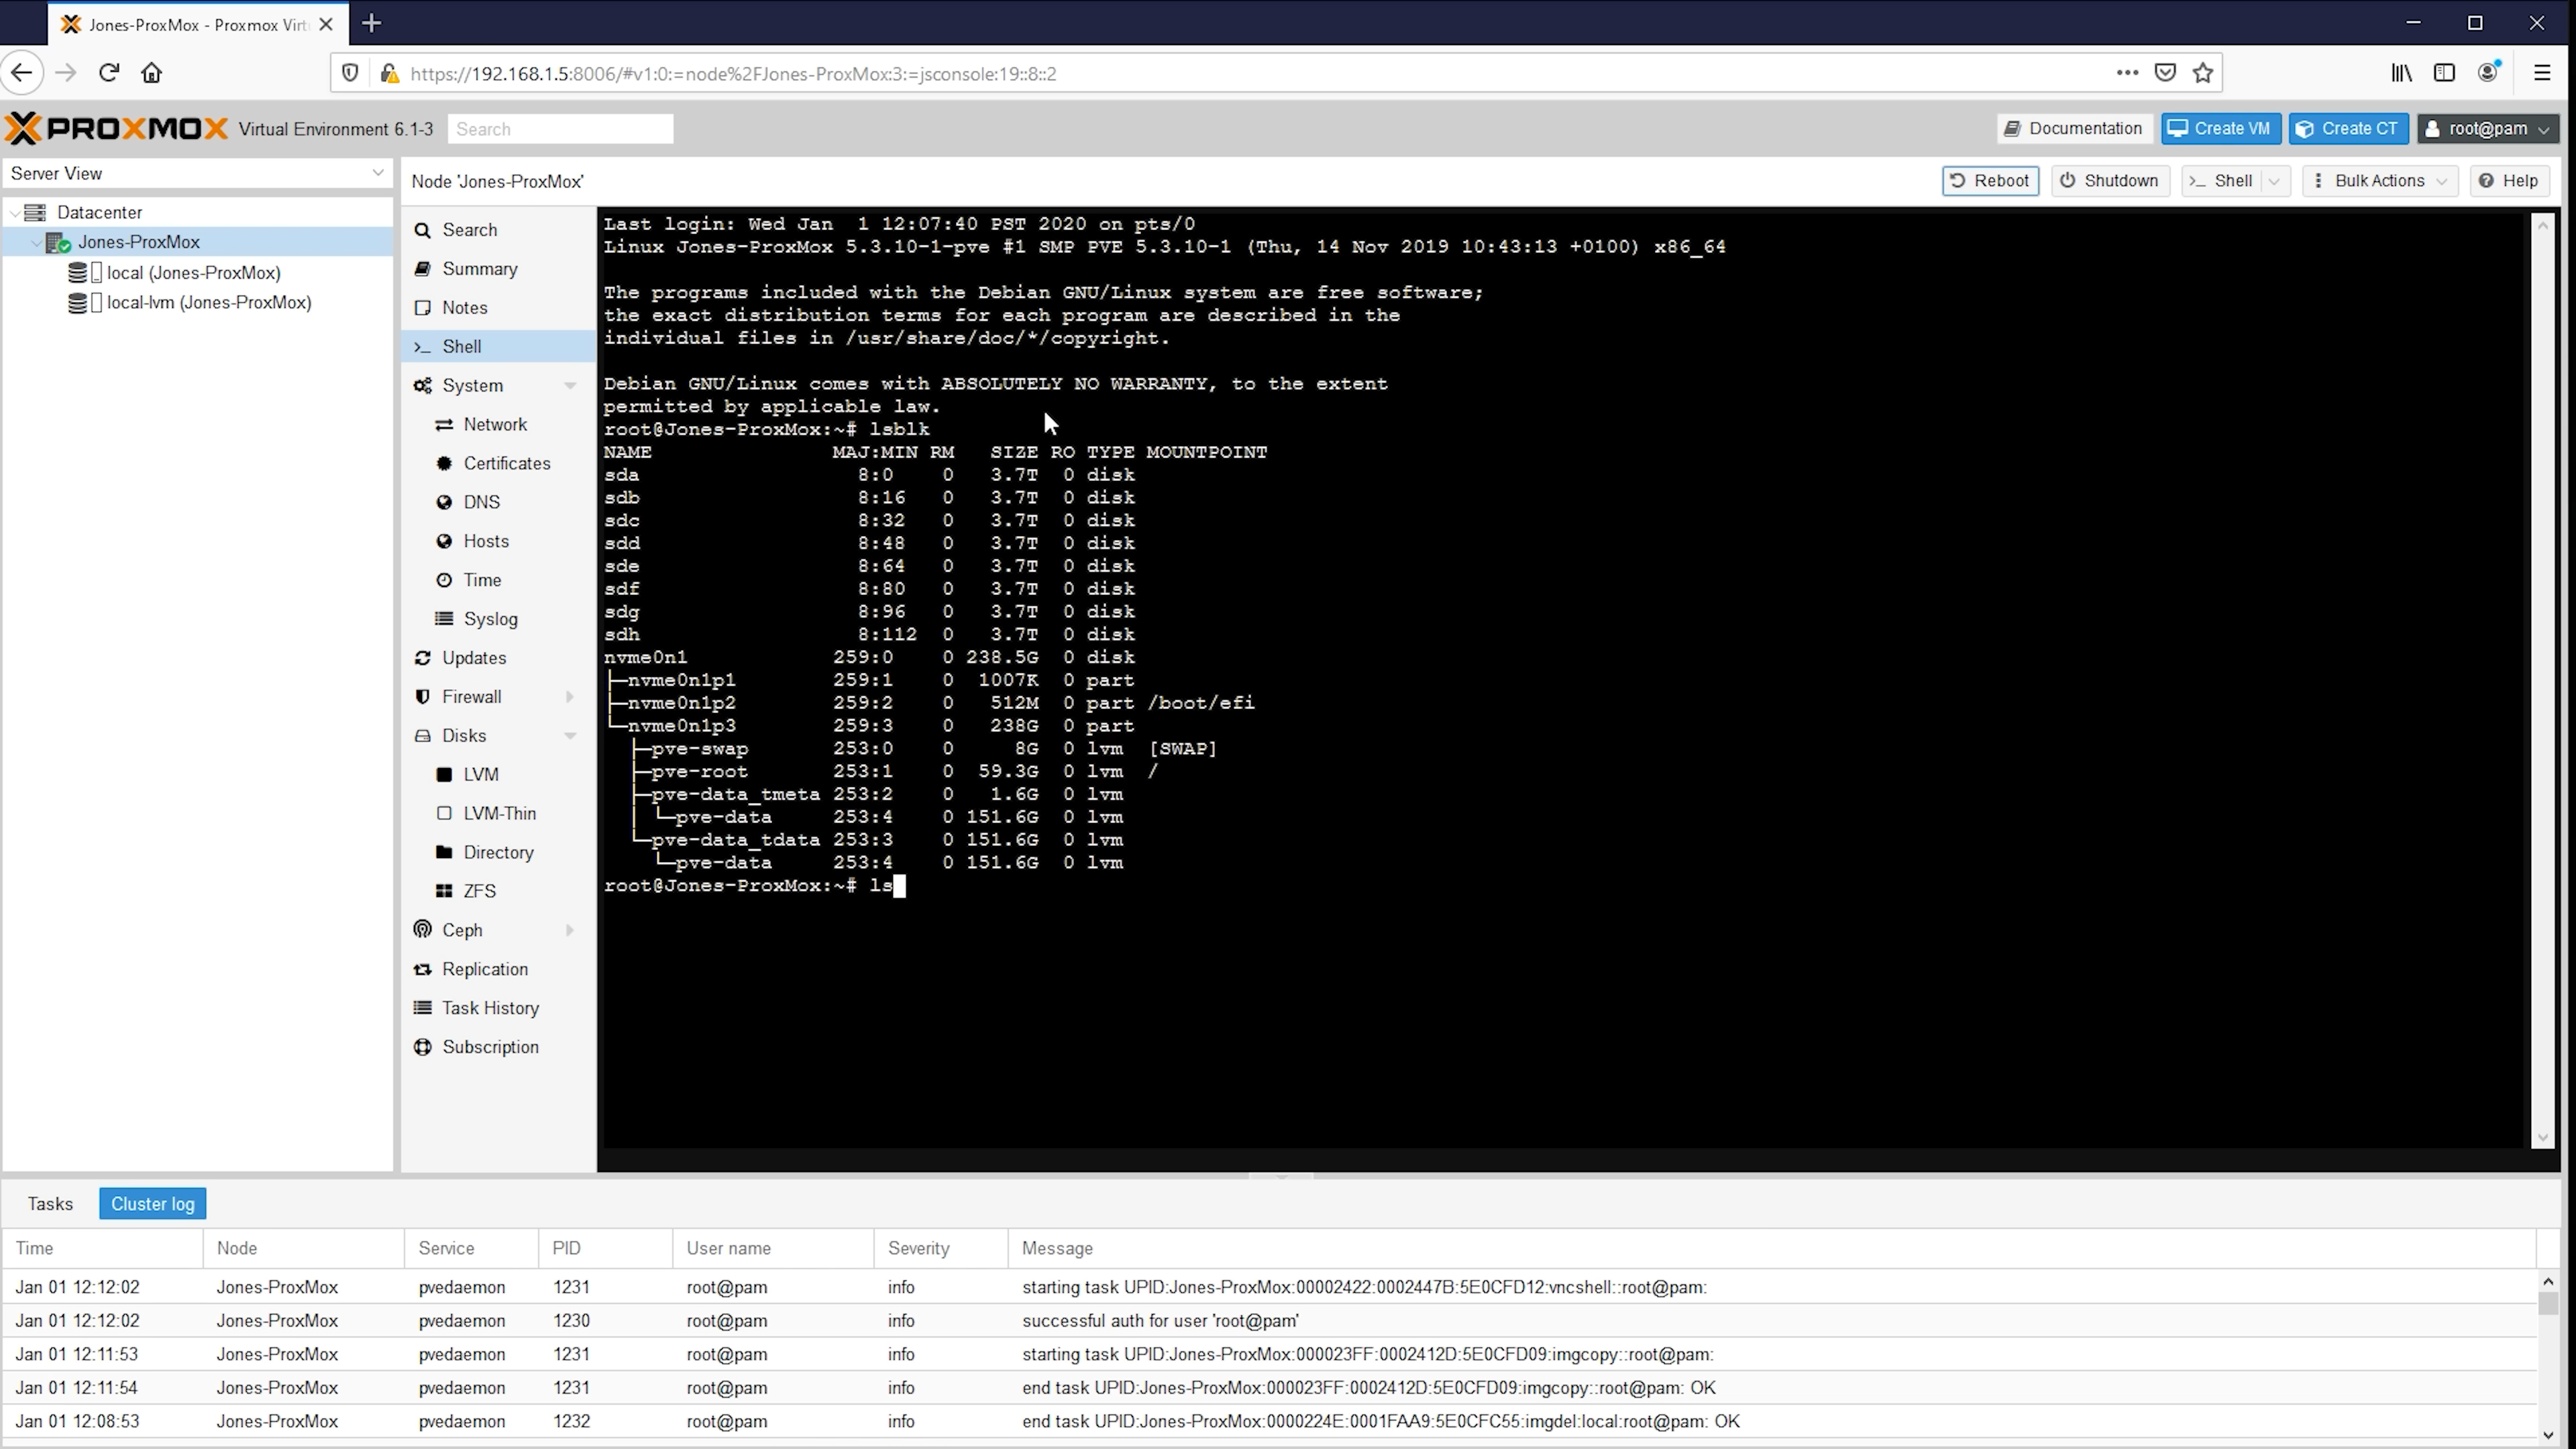 Jones-ProxMox - Proxmox Virt
https://192.168.1.5:8006/#v1:0:=node%2FJones-ProxMox:3:=jsconsole:19::8::2
PROXMOX Virtual Environment 6.1-3 Search Documentation Create VM Create CT root@pam
Server View
Node 'Jones-ProxMox' Reboot Shutdown Shell Bulk Actions Help
Datacenter
Jones-ProxMox
local (Jones-ProxMox)
local-lvm (Jones-ProxMox)
Search
Summary
Notes
Shell
System
Network
Certificates
DNS
Hosts
Time
Syslog
Updates
Firewall
Disks
LVM
LVM-Thin
Directory
ZFS
Ceph
Replication
Task History
Subscription
Last login: Wed Jan  1 12:07:40 PST 2020 on pts/0
Linux Jones-ProxMox 5.3.10-1-pve #1 SMP PVE 5.3.10-1 (Thu, 14 Nov 2019 10:43:13 +0100) x86_64
The programs included with the Debian GNU/Linux system are free software;
the exact distribution terms for each program are described in the
individual files in /usr/share/doc/*/copyright.
Debian GNU/Linux comes with ABSOLUTELY NO WARRANTY, to the extent
permitted by applicable law.
root@Jones-ProxMox:~# lsblk
NAME MAJ:MIN RM SIZE RO TYPE MOUNTPOINT
sda 8:0 0 3.7T 0 disk
sdb 8:16 0 3.7T 0 disk
sdc 8:32 0 3.7T 0 disk
sdd 8:48 0 3.7T 0 disk
sde 8:64 0 3.7T 0 disk
sdf 8:80 0 3.7T 0 disk
sdg 8:96 0 3.7T 0 disk
sdh 8:112 0 3.7T 0 disk
nvme0n1 259:0 0 238.5G 0 disk
├─nvme0n1p1 259:1 0 1007K 0 part
├─nvme0n1p2 259:2 0 512M 0 part /boot/efi
└─nvme0n1p3 259:3 0 238G 0 part
├─pve-swap 253:0 0 8G 0 lvm [SWAP]
├─pve-root 253:1 0 59.3G 0 lvm /
├─pve-data_tmeta 253:2 0 1.6G 0 lvm
│ └─pve-data 253:4 0 151.6G 0 lvm
└─pve-data_tdata 253:3 0 151.6G 0 lvm
└─pve-data 253:4 0 151.6G 0 lvm
root@Jones-ProxMox:~# ls
Tasks Cluster log
Time Node Service PID User name Severity Message
Jan 01 12:12:02 Jones-ProxMox pvedaemon 1231 root@pam info starting task UPID:Jones-ProxMox:00002422:0002447B:5E0CFD12:vncshell::root@pam:
Jan 01 12:12:02 Jones-ProxMox pvedaemon 1230 root@pam info successful auth for user 'root@pam'
Jan 01 12:11:53 Jones-ProxMox pvedaemon 1231 root@pam info starting task UPID:Jones-ProxMox:000023FF:0002412D:5E0CFD09:imgcopy::root@pam:
Jan 01 12:11:54 Jones-ProxMox pvedaemon 1231 root@pam info end task UPID:Jones-ProxMox:000023FF:0002412D:5E0CFD09:imgcopy::root@pam: OK
Jan 01 12:08:53 Jones-ProxMox pvedaemon 1232 root@pam info end task UPID:Jones-ProxMox:0000224E:0001FAA9:5E0CFC55:imgdel:local:root@pam: OK